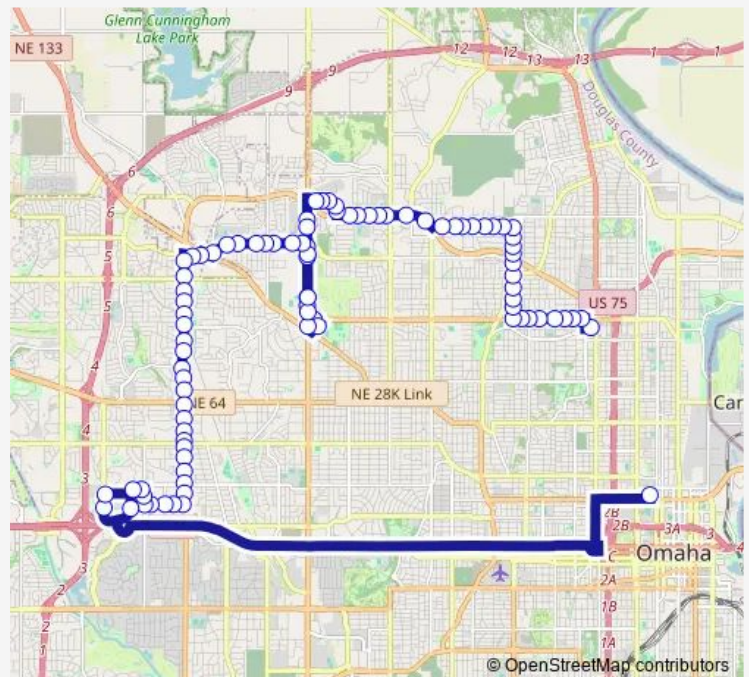 Glenn Cunningham
Lake Park
NE 133
12
12
13
13
1
1
9
9
Douglas County
6
6
5
5
US 75
4
NE 28K Link
NE 64
Car
4
3
2B
2B
3A
3
4
Omaha
C
2A
3
2
1B
1
1A
© OpenStreetMap contributors